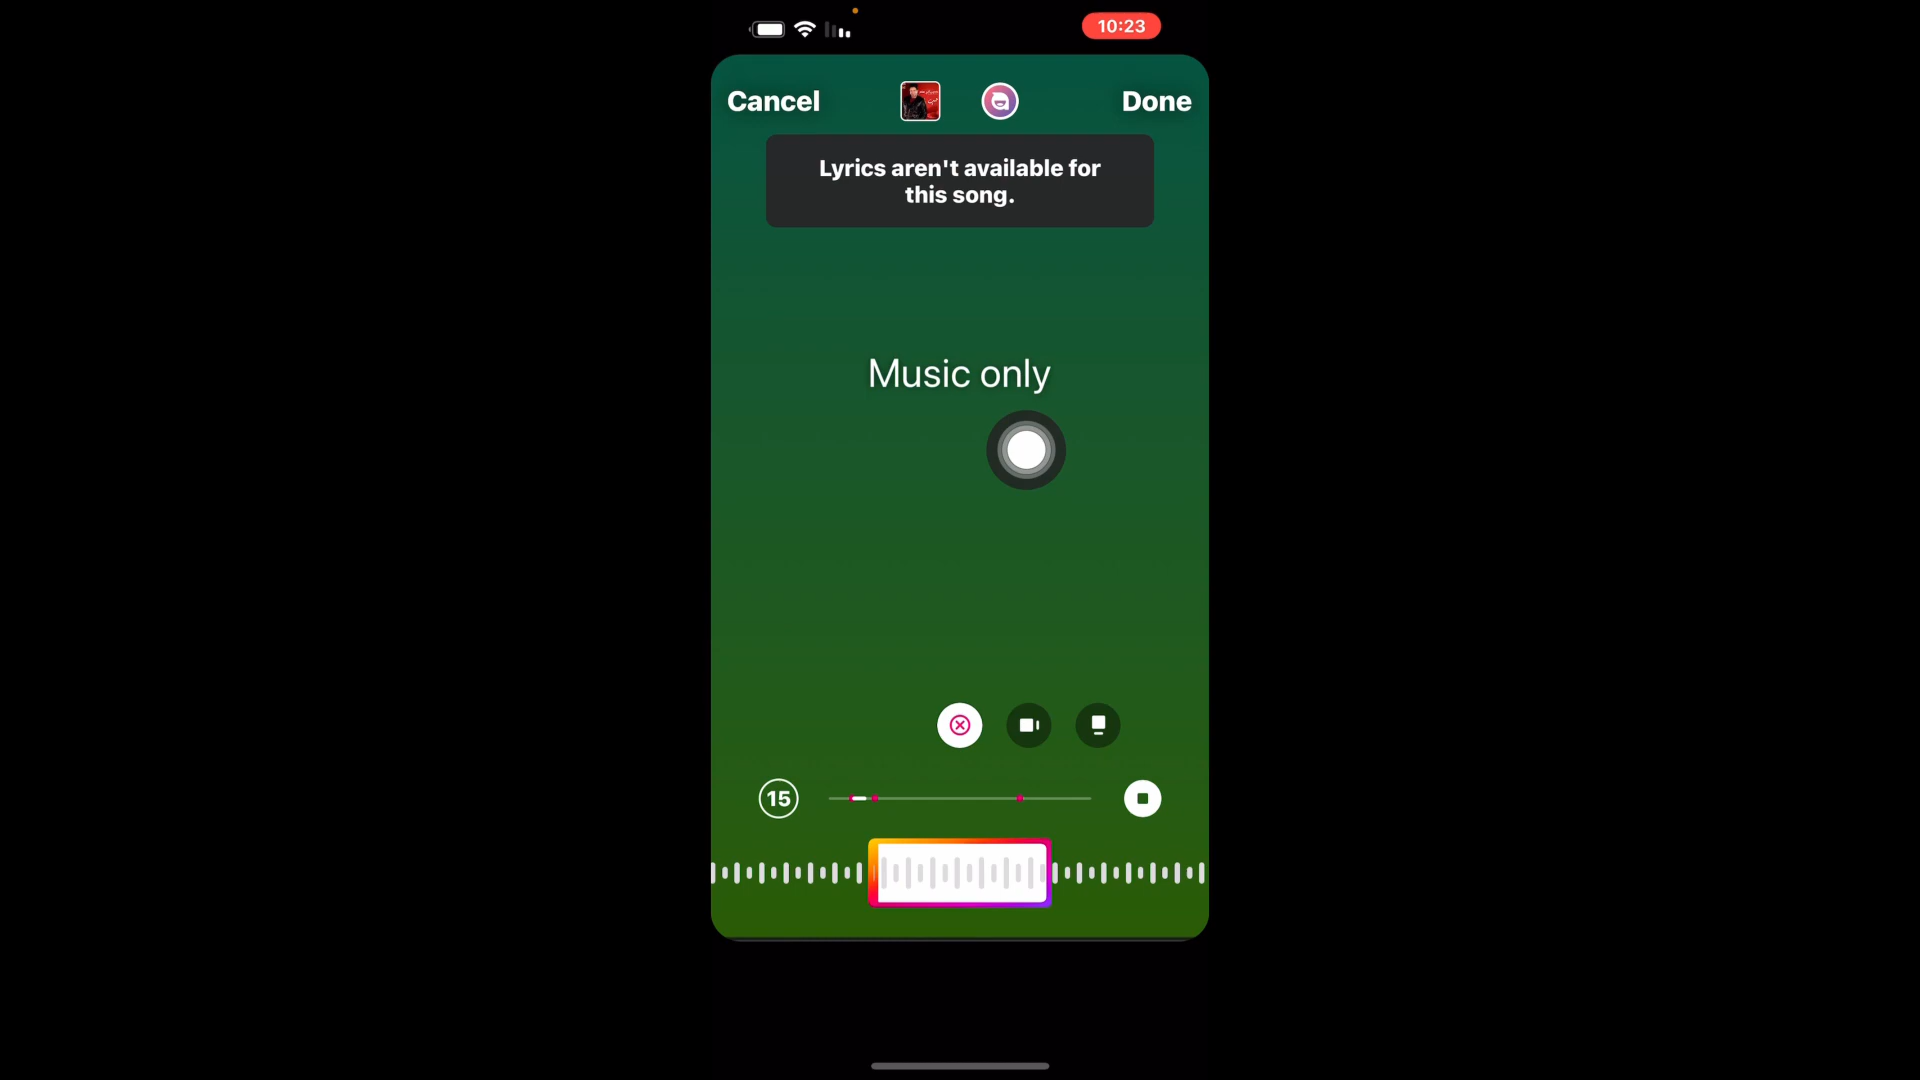 10:23
Cancel
Done
Lyrics aren't available for
this song.
Music only
15